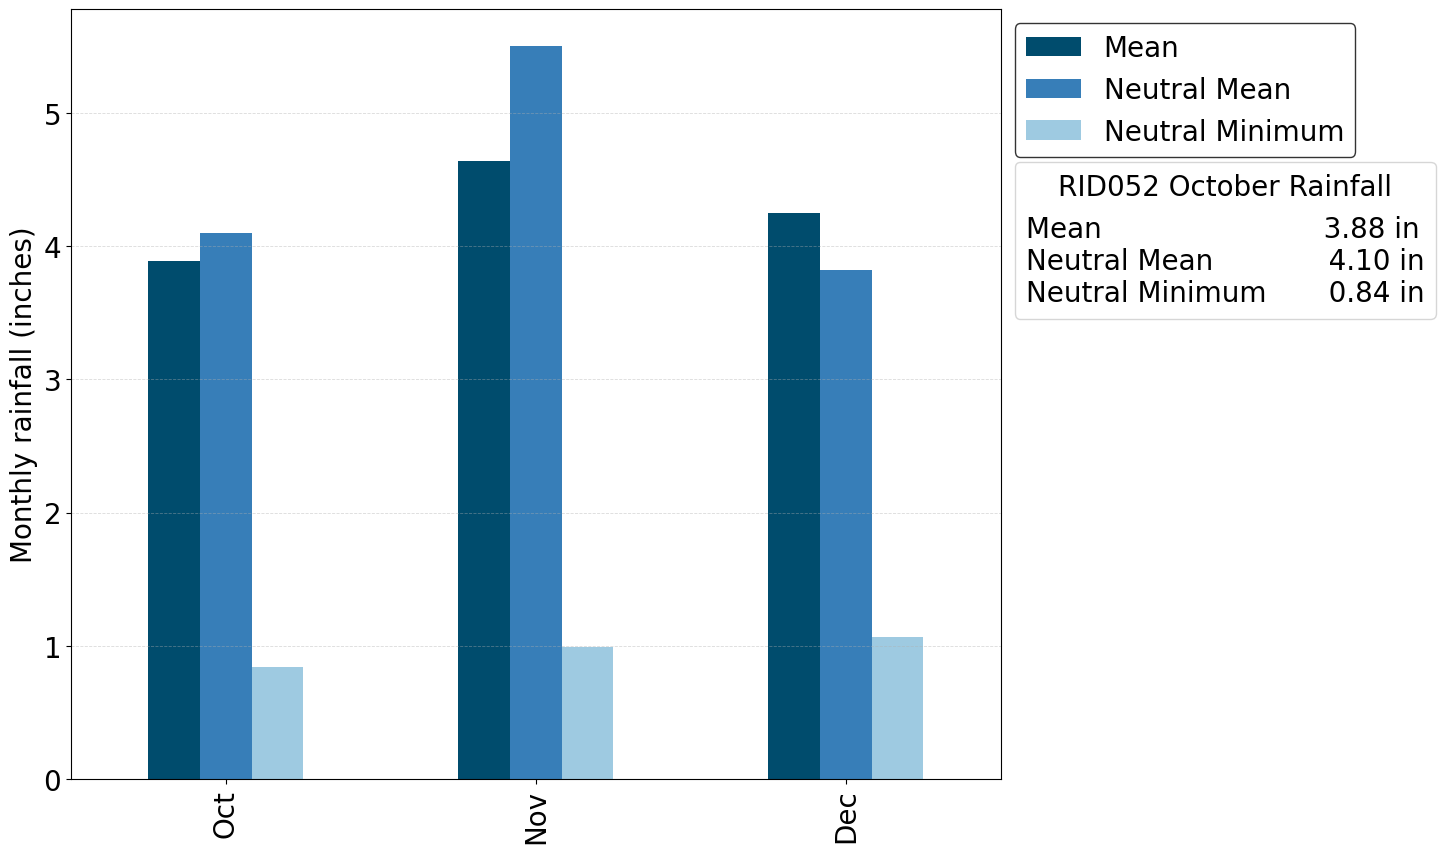 Mean
Neutral Mean
Neutral Minimum
RID052 October Rainfall
Mean 3.88 in
Neutral Mean 4.10 in
Neutral Minimum 0.84 in
Monthly rainfall (inches)
5
4
3
2
1
0
Oct
Nov
Dec